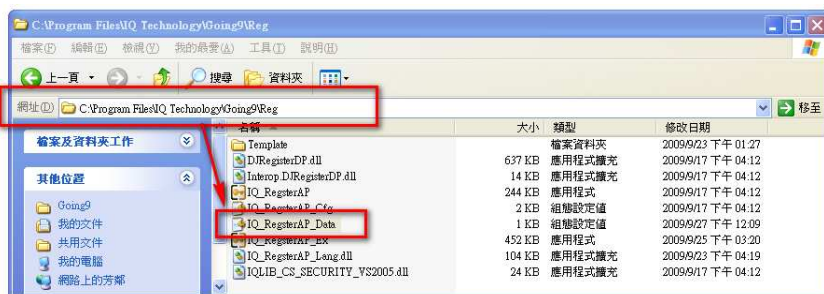 C:\Program Files\IQ Technology\Going9\Reg
檔案(F) 編輯(E) 檢視(V) 我的最愛(A) 工具(T) 說明(H)
上一頁 搜尋 資料夾
網址(D) C:\Program Files\IQ Technology\Going9\Reg 移至
名稱 大小 類型 修改日期
檔案及資料夾工作
Template 檔案資料夾 2009/9/23 下午 01:27
DJRegisterDP.dll 637 KB 應用程式擴充 2009/9/17 下午 04:12
Interop.DJRegisterDP.dll 14 KB 應用程式擴充 2009/9/17 下午 04:12
其他位置
IQ_RegsterAP 244 KB 應用程式 2009/9/17 下午 04:12
Going9
IQ_RegsterAP_Cfg 2 KB 組態設定值 2009/9/17 下午 04:12
我的文件
IQ_RegsterAP_Data 1 KB 組態設定值 2009/9/27 下午 12:09
共用文件
IQ_RegsterAP_Ex 452 KB 應用程式 2009/9/25 下午 03:20
我的電腦
IQ_RegsterAP_Lang.dll 104 KB 應用程式擴充 2009/9/23 下午 04:19
網路上的芳鄰
IQLIB_CS_SECURITY_VS2005.dll 24 KB 應用程式擴充 2009/9/17 下午 04:12